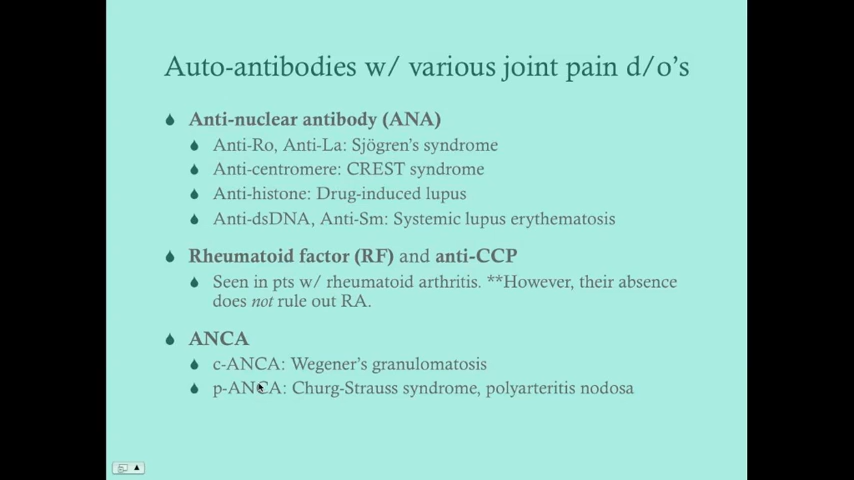 Auto-antibodies w/ various joint pain d/o's
Anti-nuclear antibody (ANA)
Anti-Ro, Anti-La: Sjögren's syndrome
Anti-centromere: CREST syndrome
Anti-histone: Drug-induced lupus
Anti-dsDNA, Anti-Sm: Systemic lupus erythematosis
Rheumatoid factor (RF) and anti-CCP
Seen in pts w/ rheumatoid arthritis. **However, their absence
does not rule out RA.
ANCA
c-ANCA: Wegener's granulomatosis
p-ANCA: Churg-Strauss syndrome, polyarteritis nodosa